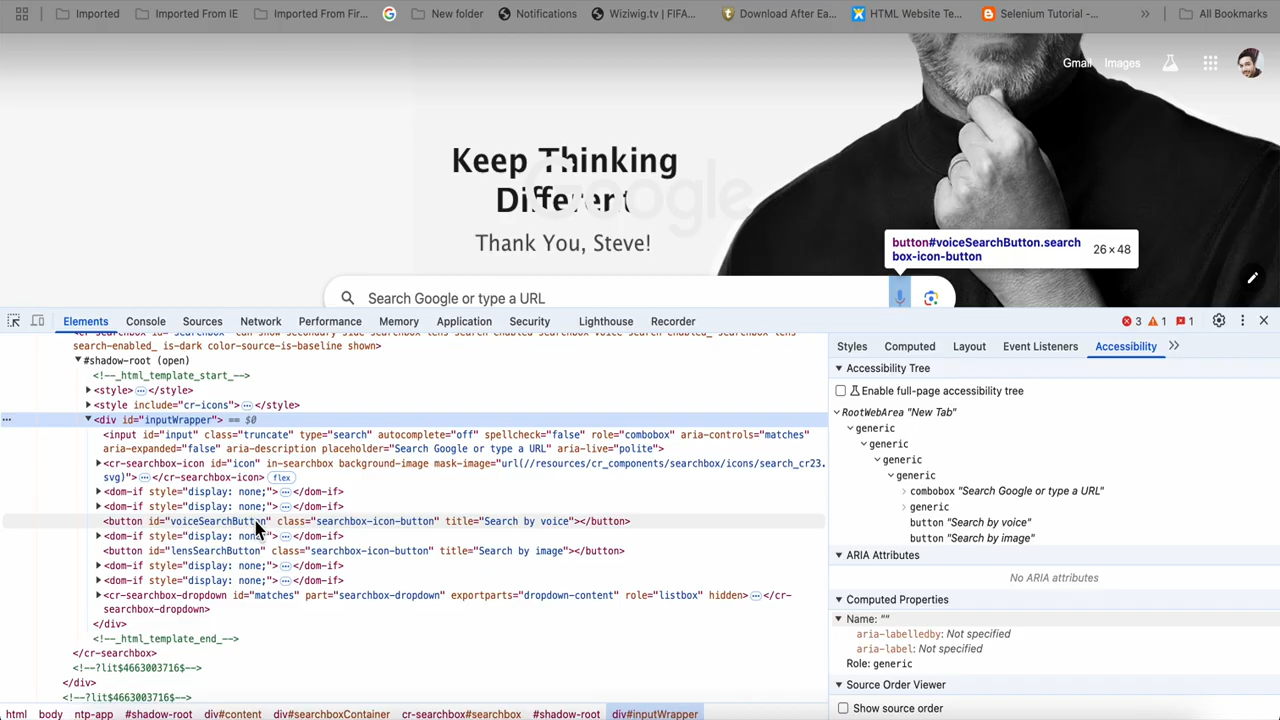 Imported
Imported From IE
Imported From Fir...
New folder
Notifications
Wiziwig.tv | FIFA...
Download After Ea...
HTML Website Te...
Selenium Tutorial -...
»
All Bookmarks
Gmail
Images
Keep Thinking
Different
Google
Thank You, Steve!
button#voiceSearchButton.search
box-icon-button
26 × 48
Search Google or type a URL
Elements
Console
Sources
Network
Performance
Memory
Application
Security
Lighthouse
Recorder
3
1
1
search-enabled_ is-dark color-source-is-baseline shown>
#shadow-root (open)
<!--_html_template_start_-->
<style> </style>
<style include="cr-icons"> </style>
<div id="inputWrapper"> == $0
<input id="input" class="truncate" type="search" autocomplete="off" spellcheck="false" role="combobox" aria-controls="matches"
aria-expanded="false" aria-description placeholder="Search Google or type a URL" aria-live="polite">
<cr-searchbox-icon id="icon" in-searchbox background-image mask-image="url(//resources/cr_components/searchbox/icons/search_cr23.
svg)"> </cr-searchbox-icon> flex
<dom-if style="display: none;"> </dom-if>
<dom-if style="display: none;"> </dom-if>
<button id="voiceSearchButton" class="searchbox-icon-button" title="Search by voice"></button>
<dom-if style="display: none;"> </dom-if>
<button id="lensSearchButton" class="searchbox-icon-button" title="Search by image"></button>
<dom-if style="display: none;"> </dom-if>
<dom-if style="display: none;"> </dom-if>
<cr-searchbox-dropdown id="matches" part="searchbox-dropdown" exportparts="dropdown-content" role="listbox" hidden> </cr-
searchbox-dropdown>
</div>
<!--_html_template_end_-->
</cr-searchbox>
<!--?lit$4663003716$-->
</div>
<!--?lit$4663003716$-->
html
body
ntp-app
#shadow-root
div#content
div#searchboxContainer
cr-searchbox#searchbox
#shadow-root
div#inputWrapper
Styles
Computed
Layout
Event Listeners
Accessibility
»
Accessibility Tree
Enable full-page accessibility tree
RootWebArea "New Tab"
generic
generic
generic
generic
combobox "Search Google or type a URL"
generic
button "Search by voice"
button "Search by image"
ARIA Attributes
No ARIA attributes
Computed Properties
Name: ""
aria-labelledby: Not specified
aria-label: Not specified
Role: generic
Source Order Viewer
Show source order